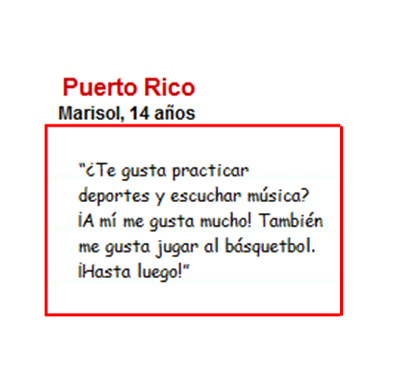 Puerto Rico
Marisol, 14 años
"¿Te gusta practicar
deportes y escuchar música?
¡A mí me gusta mucho! También
me gusta jugar al básquetbol.
¡Hasta luego!"